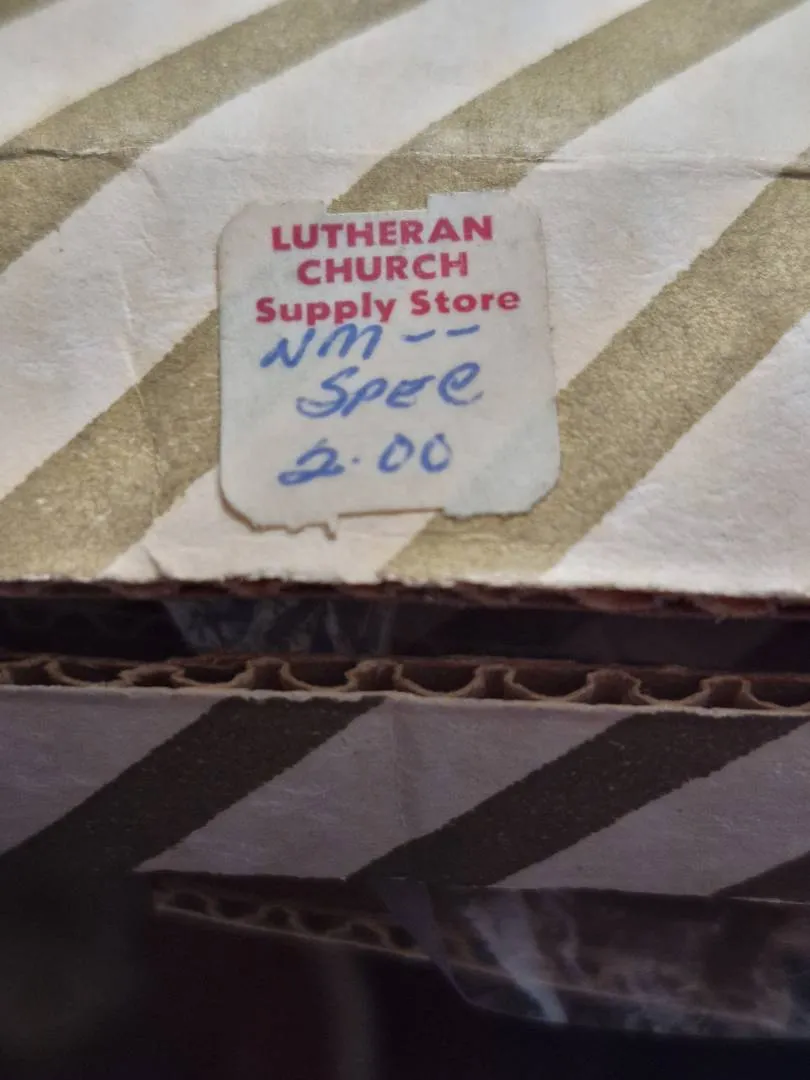 LUTHERAN
CHURCH
Supply Store
NM --
SPEC
2.00